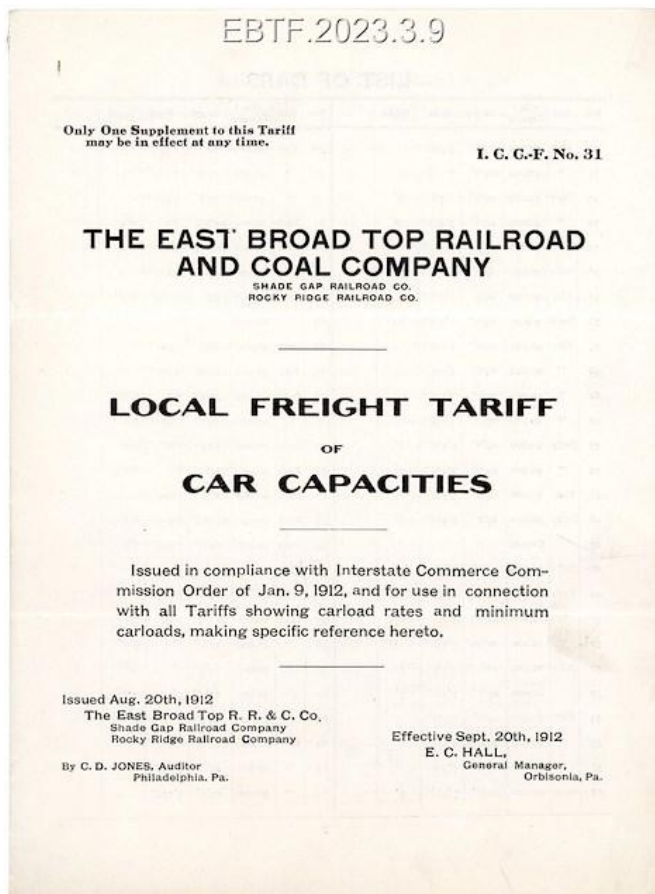 EBTF.2023.3.9
Only One Supplement to this Tariff
may be in effect at any time.
I. C. C.-F. No. 31
THE EAST BROAD TOP RAILROAD
AND COAL COMPANY
SHADE GAP RAILROAD CO.
ROCKY RIDGE RAILROAD CO.
LOCAL FREIGHT TARIFF
OF
CAR CAPACITIES
Issued in compliance with Interstate Commerce Com-
mission Order of Jan. 9, 1912, and for use in connection
with all Tariffs showing carload rates and minimum
carloads, making specific reference hereto.
Issued Aug. 20th, 1912
The East Broad Top R. R. & C. Co.
Shade Gap Railroad Company
Rocky Ridge Railroad Company
By C. D. JONES, Auditor
Philadelphia, Pa.
Effective Sept. 20th, 1912
E. C. HALL,
General Manager,
Orbisonia, Pa.